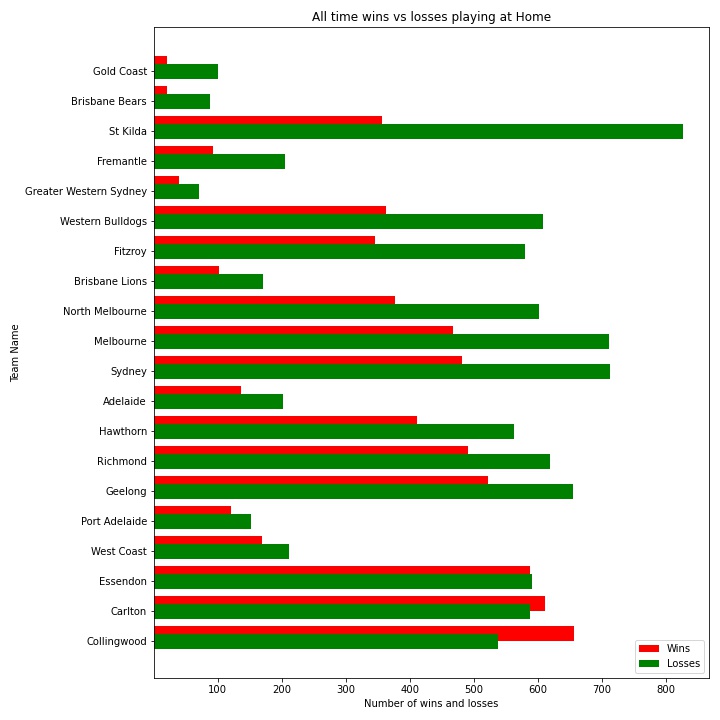 All time wins vs losses playing at Home
Gold Coast
Brisbane Bears
St Kilda
Fremantle
Greater Western Sydney
Western Bulldogs
Fitzroy
Brisbane Lions
North Melbourne
Melbourne
Sydney
Adelaide
Hawthorn
Richmond
Geelong
Port Adelaide
West Coast
Essendon
Carlton
Collingwood
Team Name
Wins
Losses
100 200 300 400 500 600 700 800
Number of wins and losses